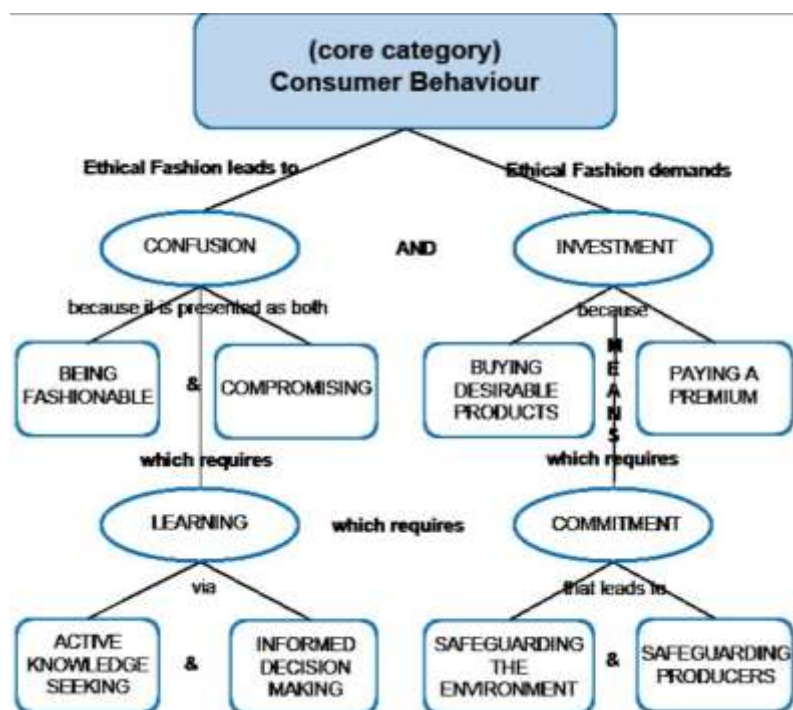 (core category)
Consumer Behaviour
Ethical Fashion leads to
Ethical Fashion demands
CONFUSION
AND
INVESTMENT
because it is presented as both
because
BEING
FASHIONABLE
&
COMPROMISING
BUYING
DESIRABLE
PRODUCTS
MEANS
PAYING A
PREMIUM
which requires
which requires
LEARNING
which requires
COMMITMENT
via
that leads to
ACTIVE
KNOWLEDGE
SEEKING
&
INFORMED
DECISION
MAKING
SAFEGUARDING
THE
ENVIRONMENT
&
SAFEGUARDING
PRODUCERS